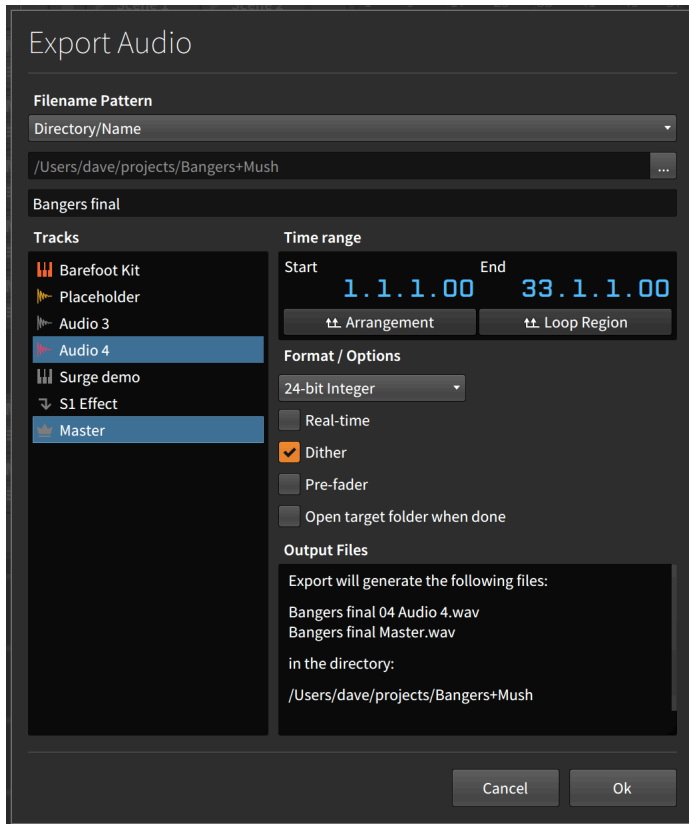 Export Audio
Filename Pattern
Directory/Name
/Users/dave/projects/Bangers+Mush
...
Bangers final
Tracks
Barefoot Kit
Placeholder
Audio 3
Audio 4
Surge demo
S1 Effect
Master
Time range
Start End
1.1.1.00 33.1.1.00
Arrangement Loop Region
Format / Options
24-bit Integer
Real-time
Dither
Pre-fader
Open target folder when done
Output Files
Export will generate the following files:
Bangers final 04 Audio 4.wav
Bangers final Master.wav
in the directory:
/Users/dave/projects/Bangers+Mush
Cancel Ok